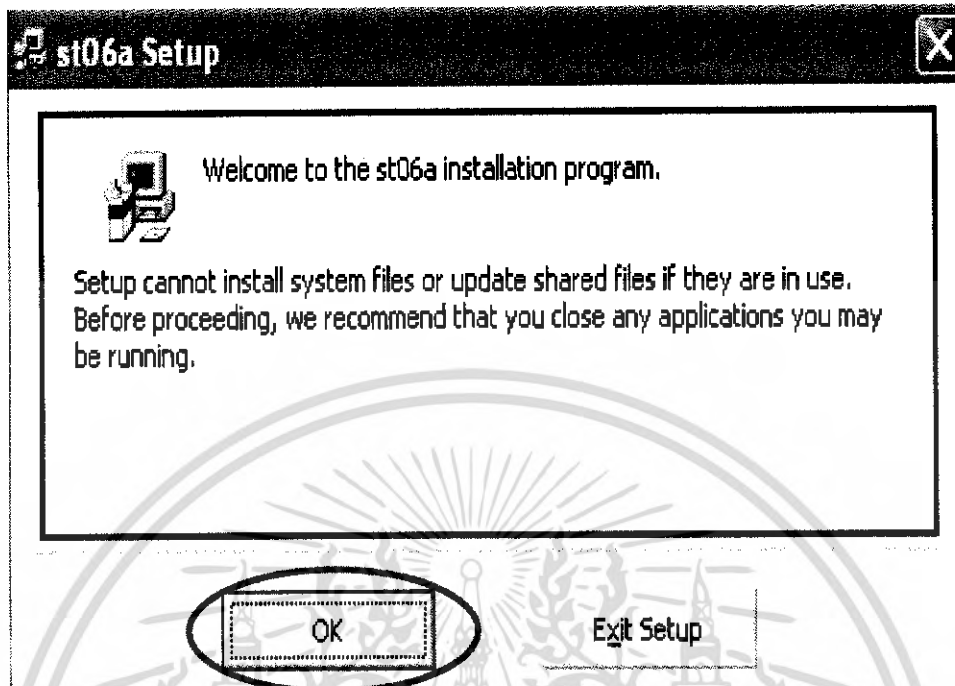 st06a Setup
Welcome to the st06a installation program.
Setup cannot install system files or update shared files if they are in use.
Before proceeding, we recommend that you close any applications you may
be running.
OK
Exit Setup